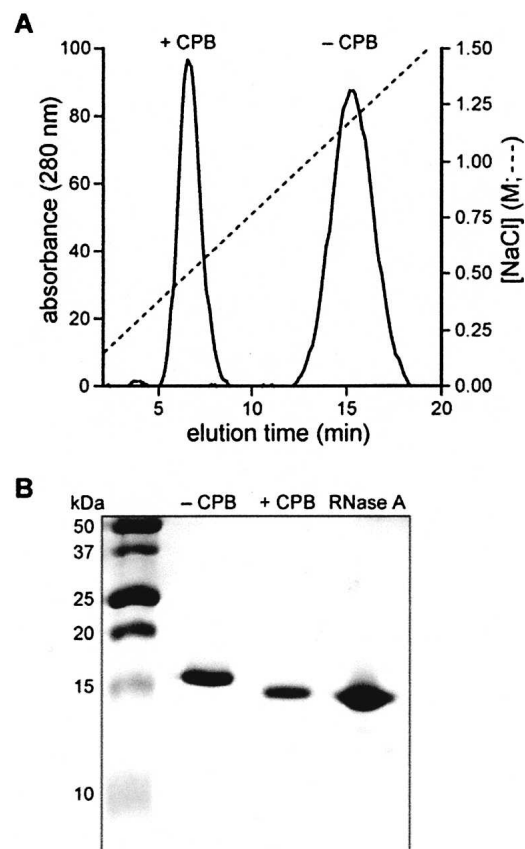 A
+ CPB
– CPB
100
80
60
40
20
0
absorbance (280 nm)
1.50
1.25
1.00
0.75
0.50
0.25
0.00
[NaCl] (M; ---)
5
10
15
20
elution time (min)
B
kDa
– CPB
+ CPB
RNase A
50
37
25
20
15
10